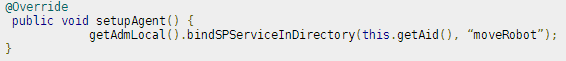 @Override
public void setupAgent() {
getAdmLocal().bindSPServiceInDirectory(this.getAid(), “moveRobot”);
}